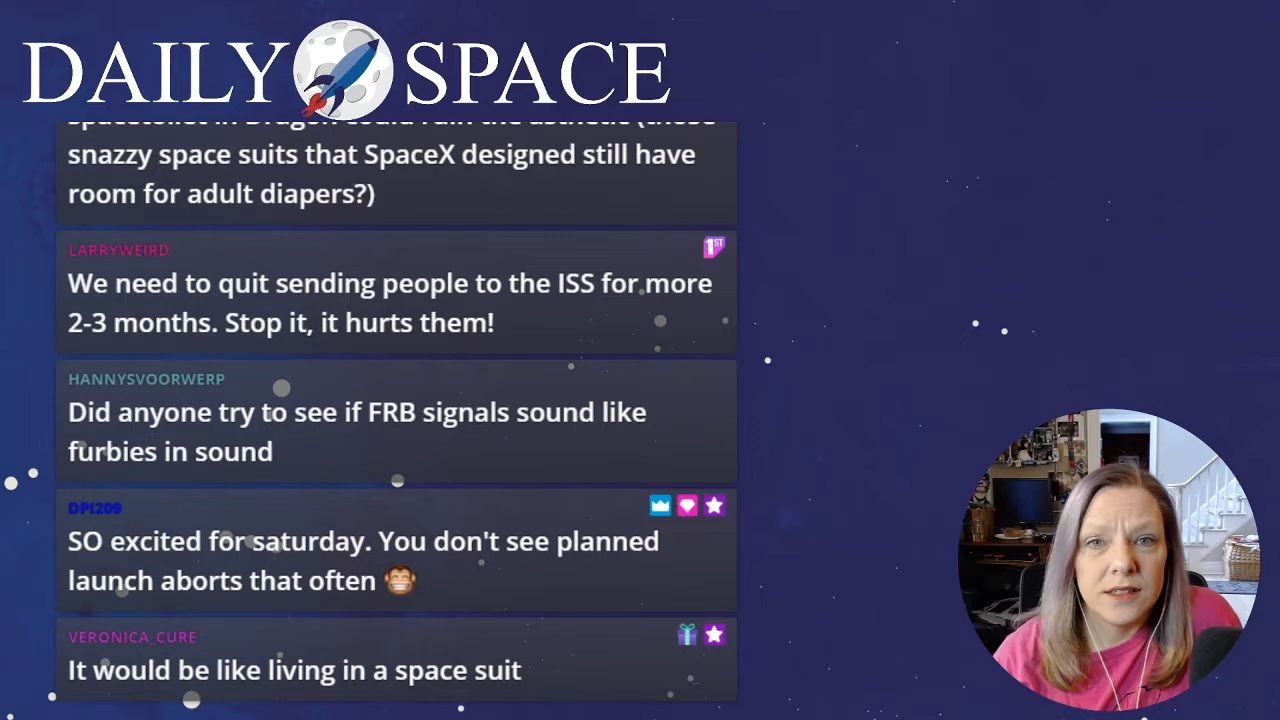 DAILY SPACE
snazzy space suits that SpaceX designed still have
room for adult diapers?)
LARRYWEIRD
1ST
We need to quit sending people to the ISS for more
2-3 months. Stop it, it hurts them!
HANNYSVOORWERP
Did anyone try to see if FRB signals sound like
furbies in sound
DPI209
SO excited for saturday. You don't see planned
launch aborts that often
VERONICA_CURE
It would be like living in a space suit